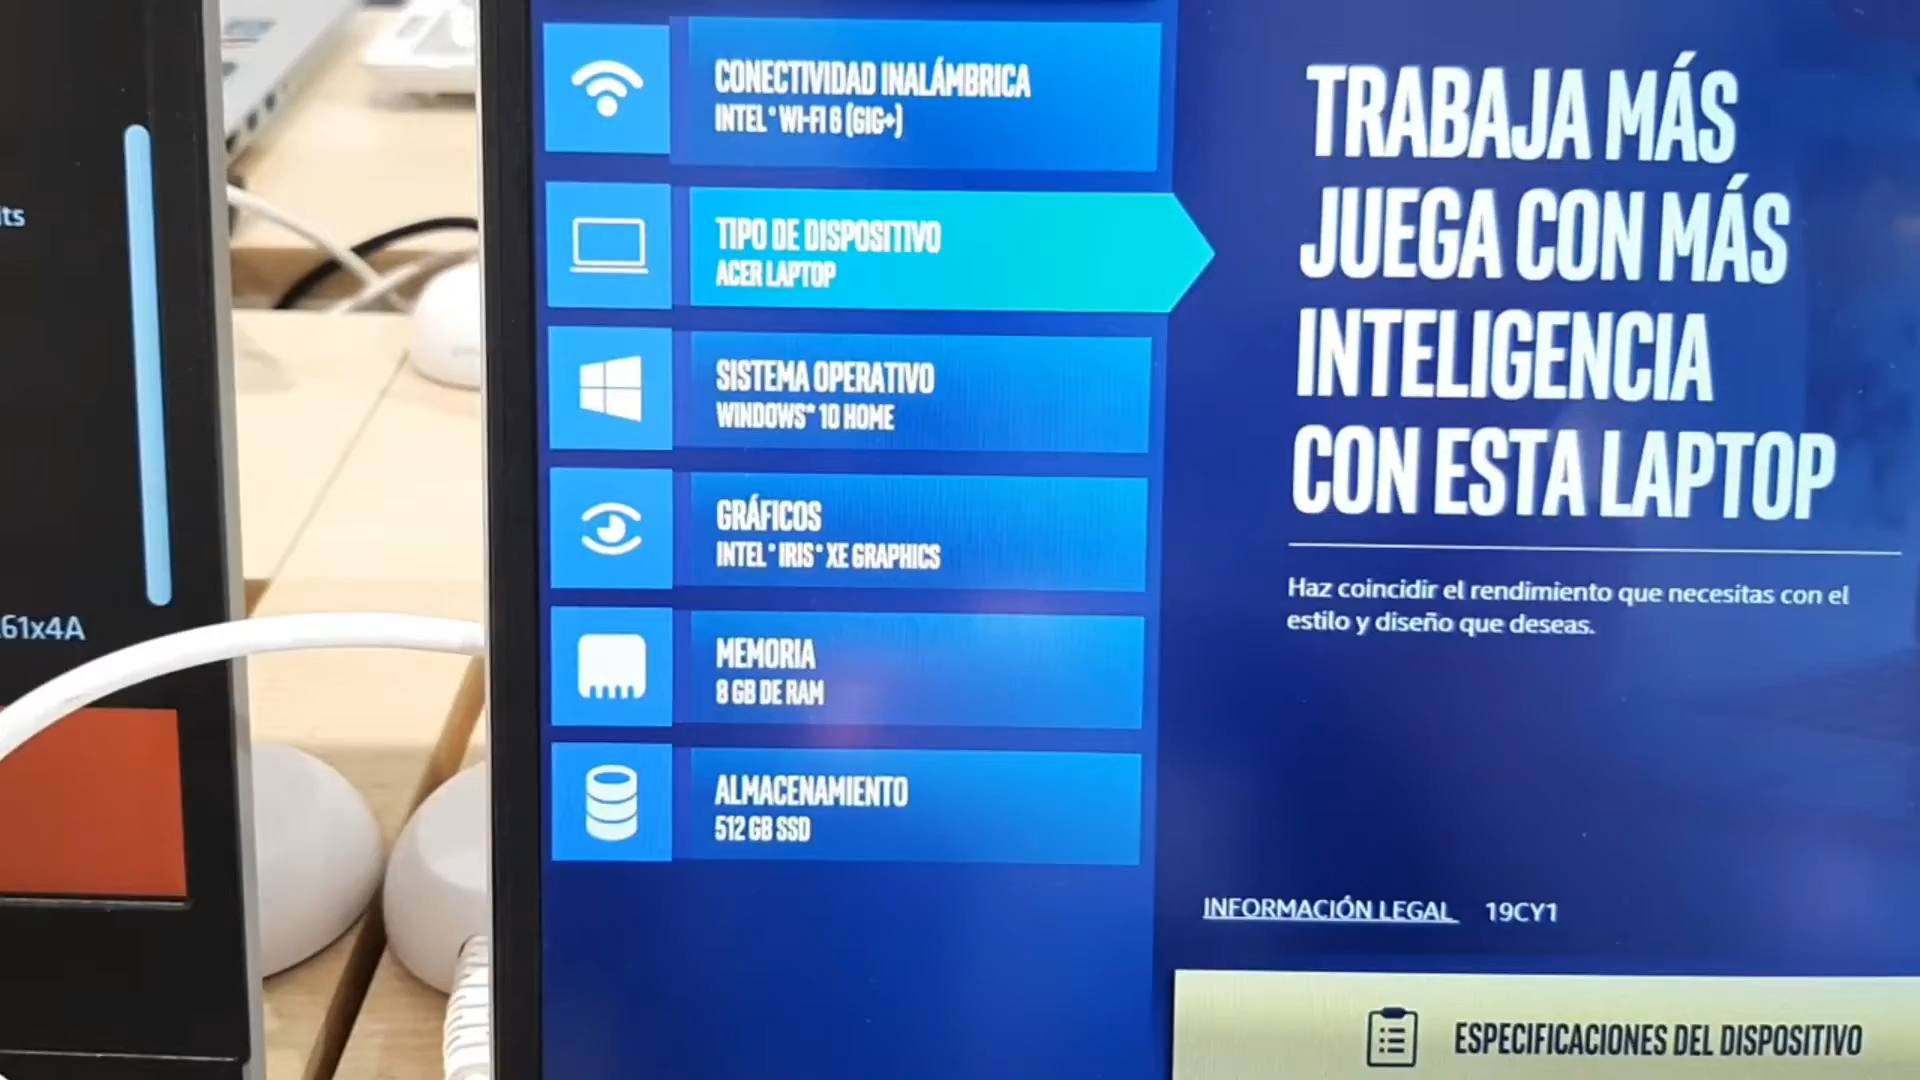 its
61x4A
CONECTIVIDAD INALÁMBRICA
INTEL® WI-FI 6 (GIG+)
TIPO DE DISPOSITIVO
ACER LAPTOP
SISTEMA OPERATIVO
WINDOWS* 10 HOME
GRÁFICOS
INTEL® IRIS® XE GRAPHICS
MEMORIA
8 GB DE RAM
ALMACENAMIENTO
512 GB SSD
TRABAJA MÁS
JUEGA CON MÁS
INTELIGENCIA
CON ESTA LAPTOP
Haz coincidir el rendimiento que necesitas con el
estilo y diseño que deseas.
INFORMACIÓN LEGAL 19CY1
ESPECIFICACIONES DEL DISPOSITIVO